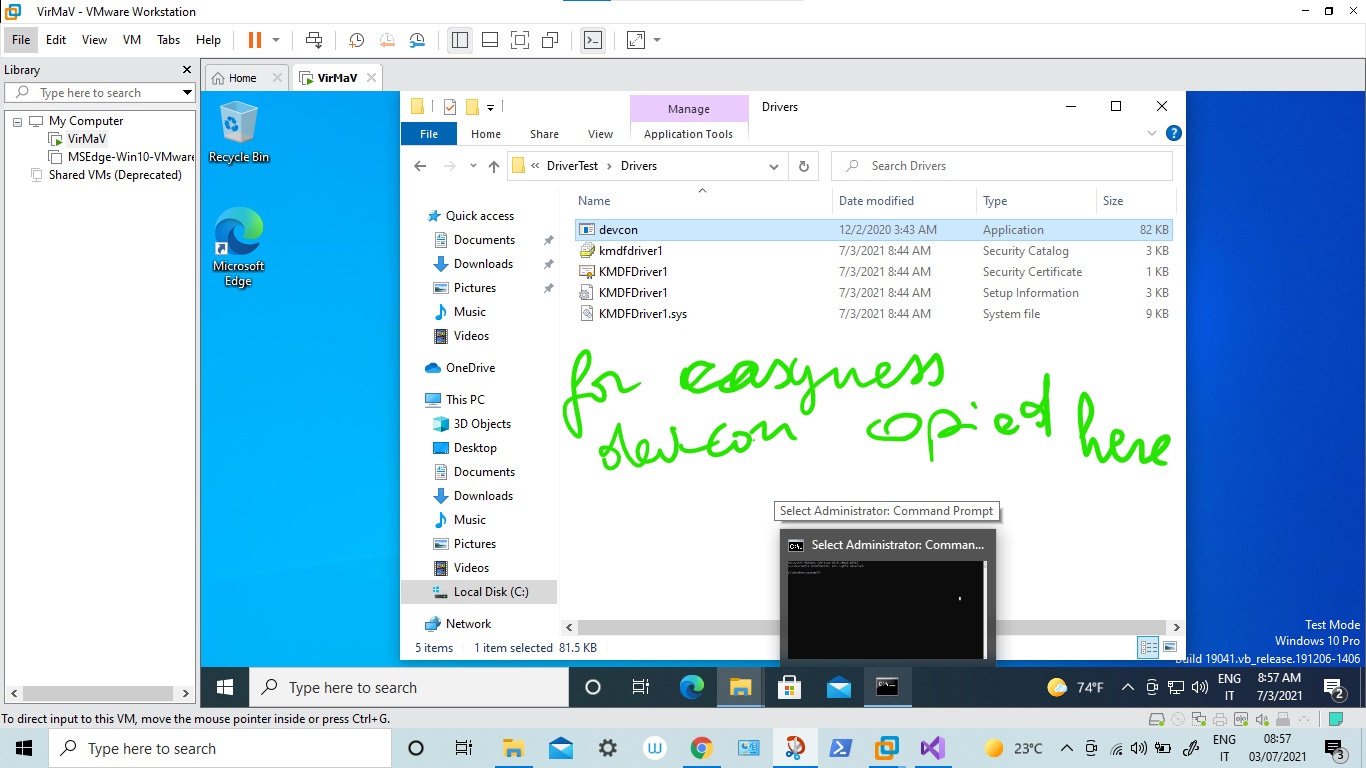 VirMaV - VMware Workstation
File Edit View VM Tabs Help
Library
Type here to search
My Computer
VirMaV
MSEdge-Win10-VMware
Shared VMs (Deprecated)
Home VirMaV
Recycle Bin
Microsoft
Edge
Manage Drivers
File Home Share View Application Tools
« DriverTest › Drivers
Search Drivers
Name Date modified Type Size
devcon 12/2/2020 3:43 AM Application 82 KB
kmdfdriver1 7/3/2021 8:44 AM Security Catalog 3 KB
KMDFDriver1 7/3/2021 8:44 AM Security Certificate 1 KB
KMDFDriver1 7/3/2021 8:44 AM Setup Information 3 KB
KMDFDriver1.sys 7/3/2021 8:44 AM System file 9 KB
Quick access
Documents
Downloads
Pictures
Music
Videos
OneDrive
This PC
3D Objects
Desktop
Documents
Downloads
Music
Pictures
Videos
Local Disk (C:)
Network
for easyness
devcon copied here
Select Administrator: Command Prompt
Select Administrator: Comman...
5 items 1 item selected 81.5 KB
Test Mode
Windows 10 Pro
Build 19041.vb_release.191206-1406
Type here to search
74°F
ENG
IT
8:57 AM
7/3/2021
2
To direct input to this VM, move the mouse pointer inside or press Ctrl+G.
Type here to search
23°C
ENG
IT
08:57
03/07/2021
3